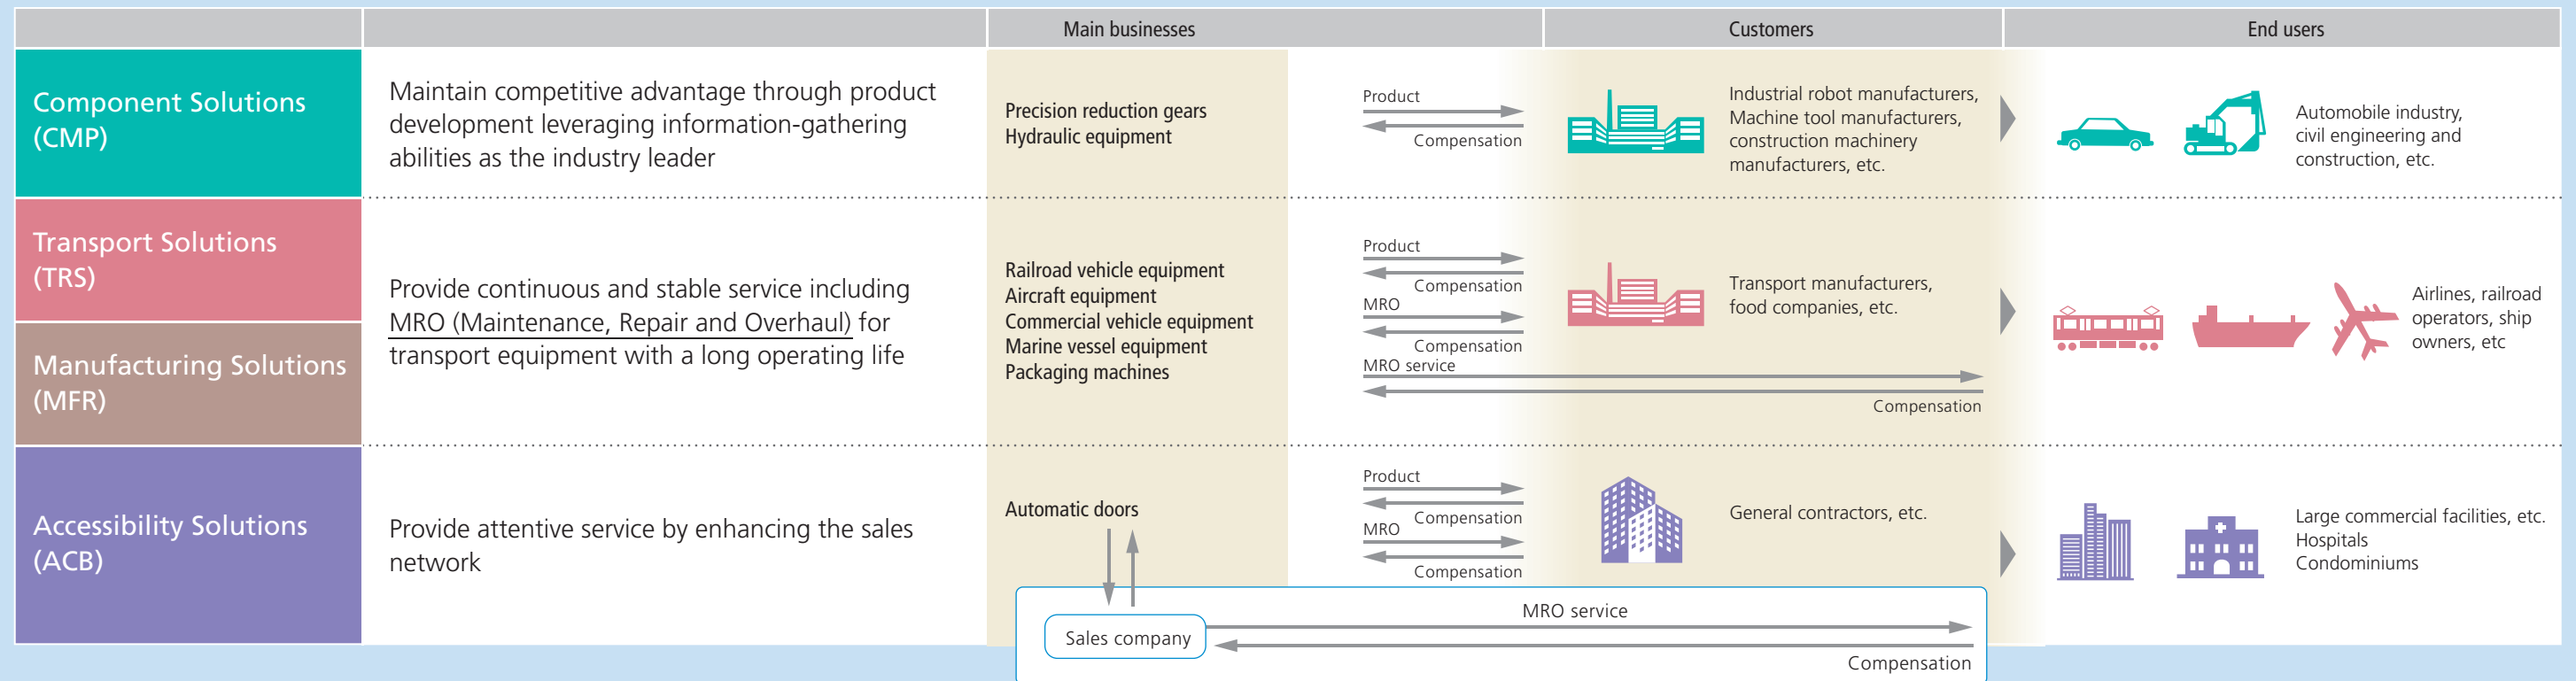 Main businesses
Customers
End users
Component Solutions
(CMP)
Maintain competitive advantage through product
development leveraging information-gathering
abilities as the industry leader
Precision reduction gears
Hydraulic equipment
Product
Compensation
Industrial robot manufacturers,
Machine tool manufacturers,
construction machinery
manufacturers, etc.
Automobile industry,
civil engineering and
construction, etc.
Transport Solutions
(TRS)
Manufacturing Solutions
(MFR)
Provide continuous and stable service including
MRO (Maintenance, Repair and Overhaul) for
transport equipment with a long operating life
Railroad vehicle equipment
Aircraft equipment
Commercial vehicle equipment
Marine vessel equipment
Packaging machines
Product
Compensation
MRO
Compensation
MRO service
Compensation
Transport manufacturers,
food companies, etc.
Airlines, railroad
operators, ship
owners, etc
Accessibility Solutions
(ACB)
Provide attentive service by enhancing the sales
network
Automatic doors
Product
Compensation
MRO
Compensation
General contractors, etc.
Large commercial facilities, etc.
Hospitals
Condominiums
Sales company
MRO service
Compensation